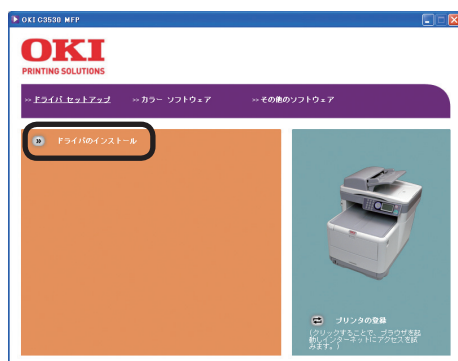 OKI C3530 MFP
OKI
PRINTING SOLUTIONS
>> ドライバ セットアップ >> カラー ソフトウェア >> その他のソフトウェア
>> ドライバのインストール
プリンタの登録
(クリックすることで、ブラウザを起
動しインターネットにアクセスを試
みます。)